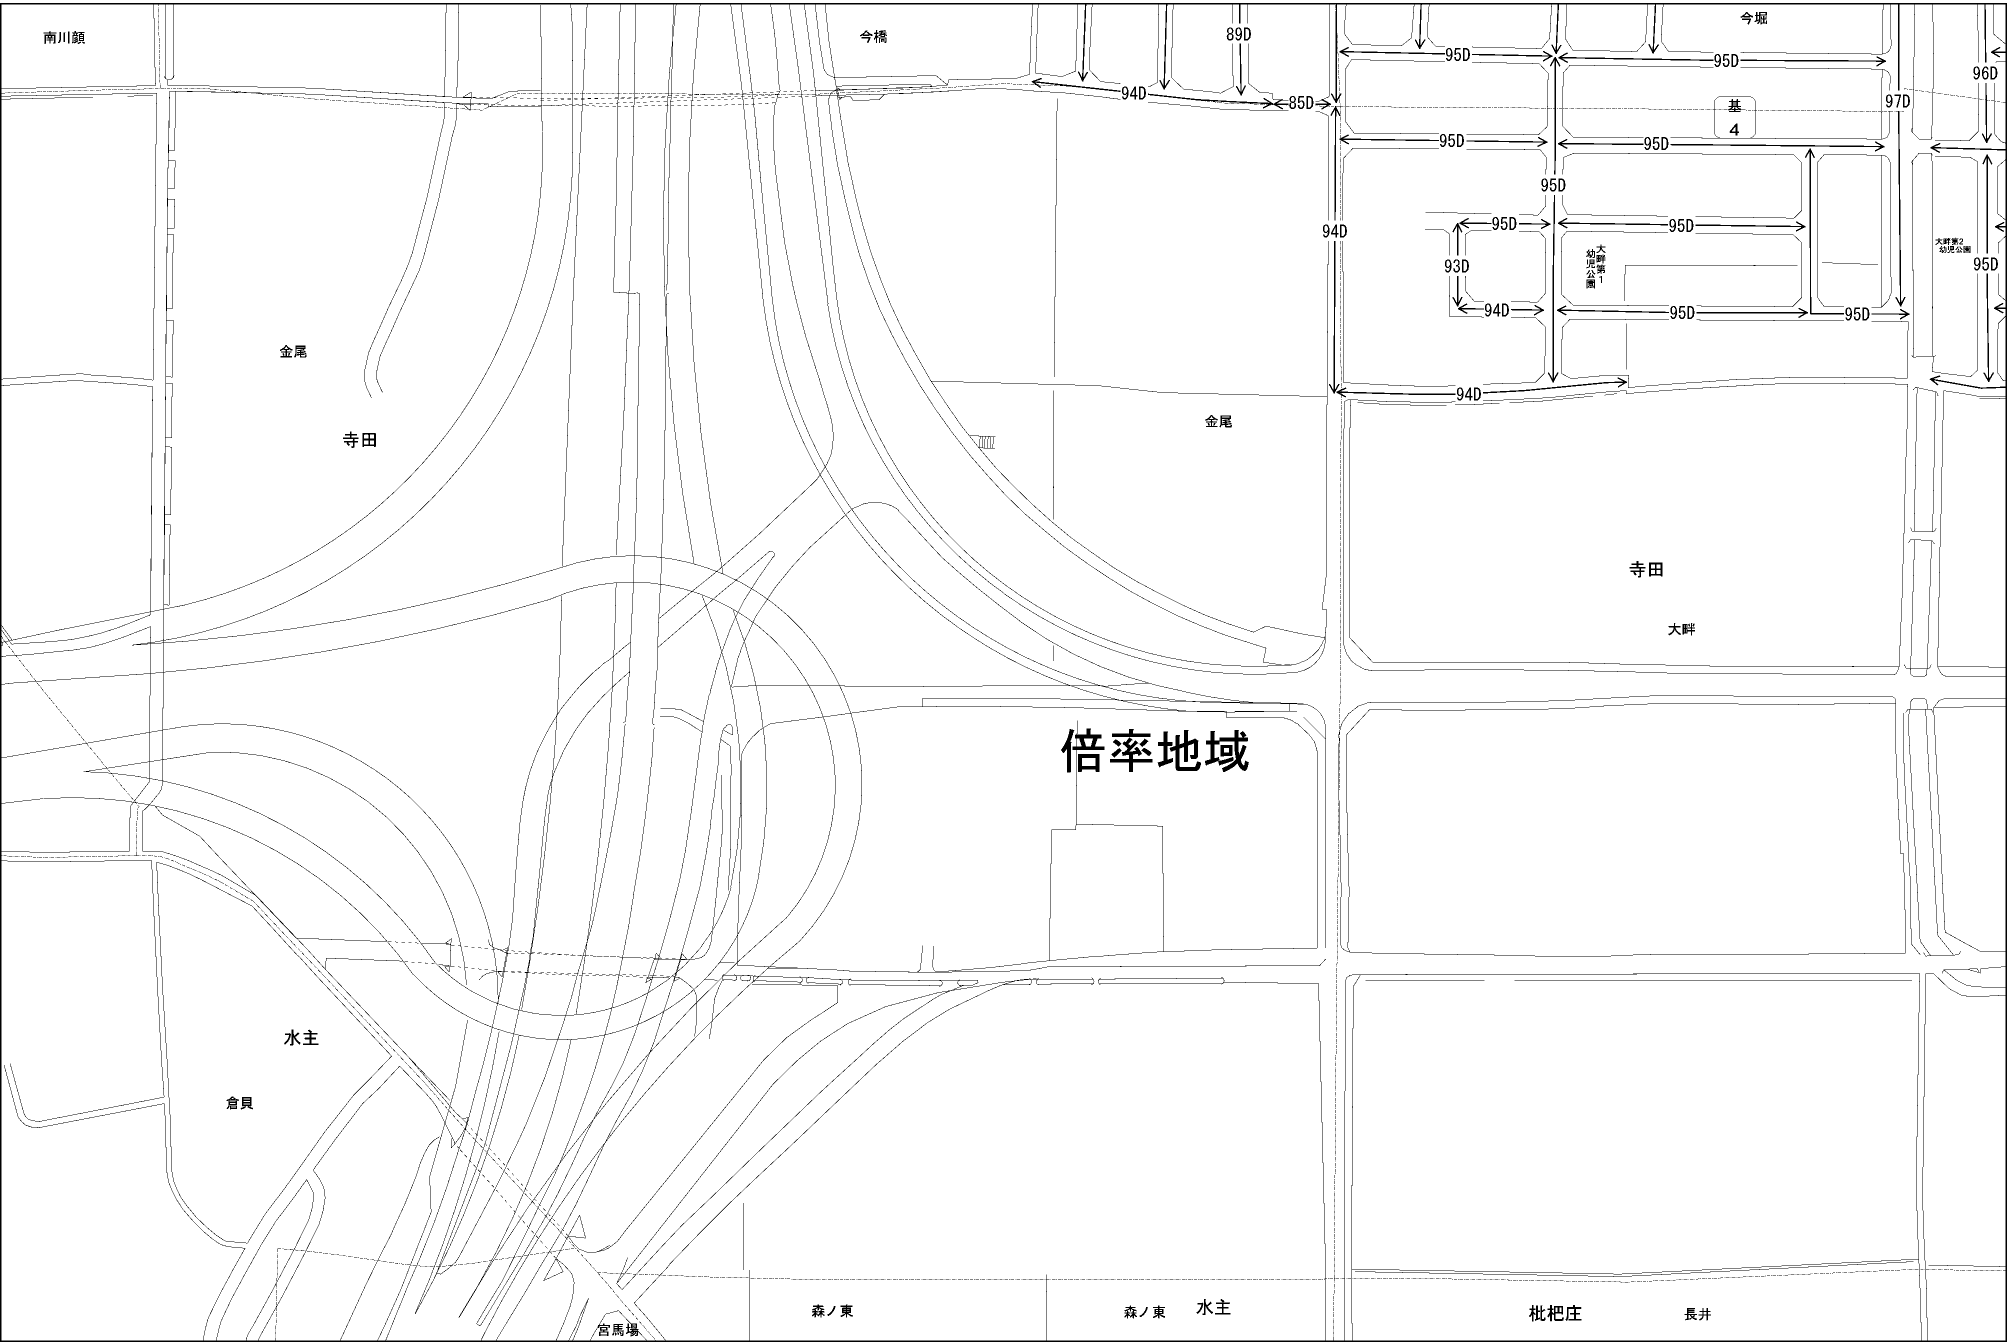 南川顔
今橋
今堀
89D
95D
95D
96D
94D
85D
97D
基
4
95D
95D
95D
94D
95D
95D
大畔第1
幼児公園
大畔第2
幼児公園
93D
95D
94D
95D
95D
金尾
94D
金尾
寺田
寺田
大畔
倍率地域
水主
倉貝
森ノ東
森ノ東
水主
枇杷庄
長井
宮馬場